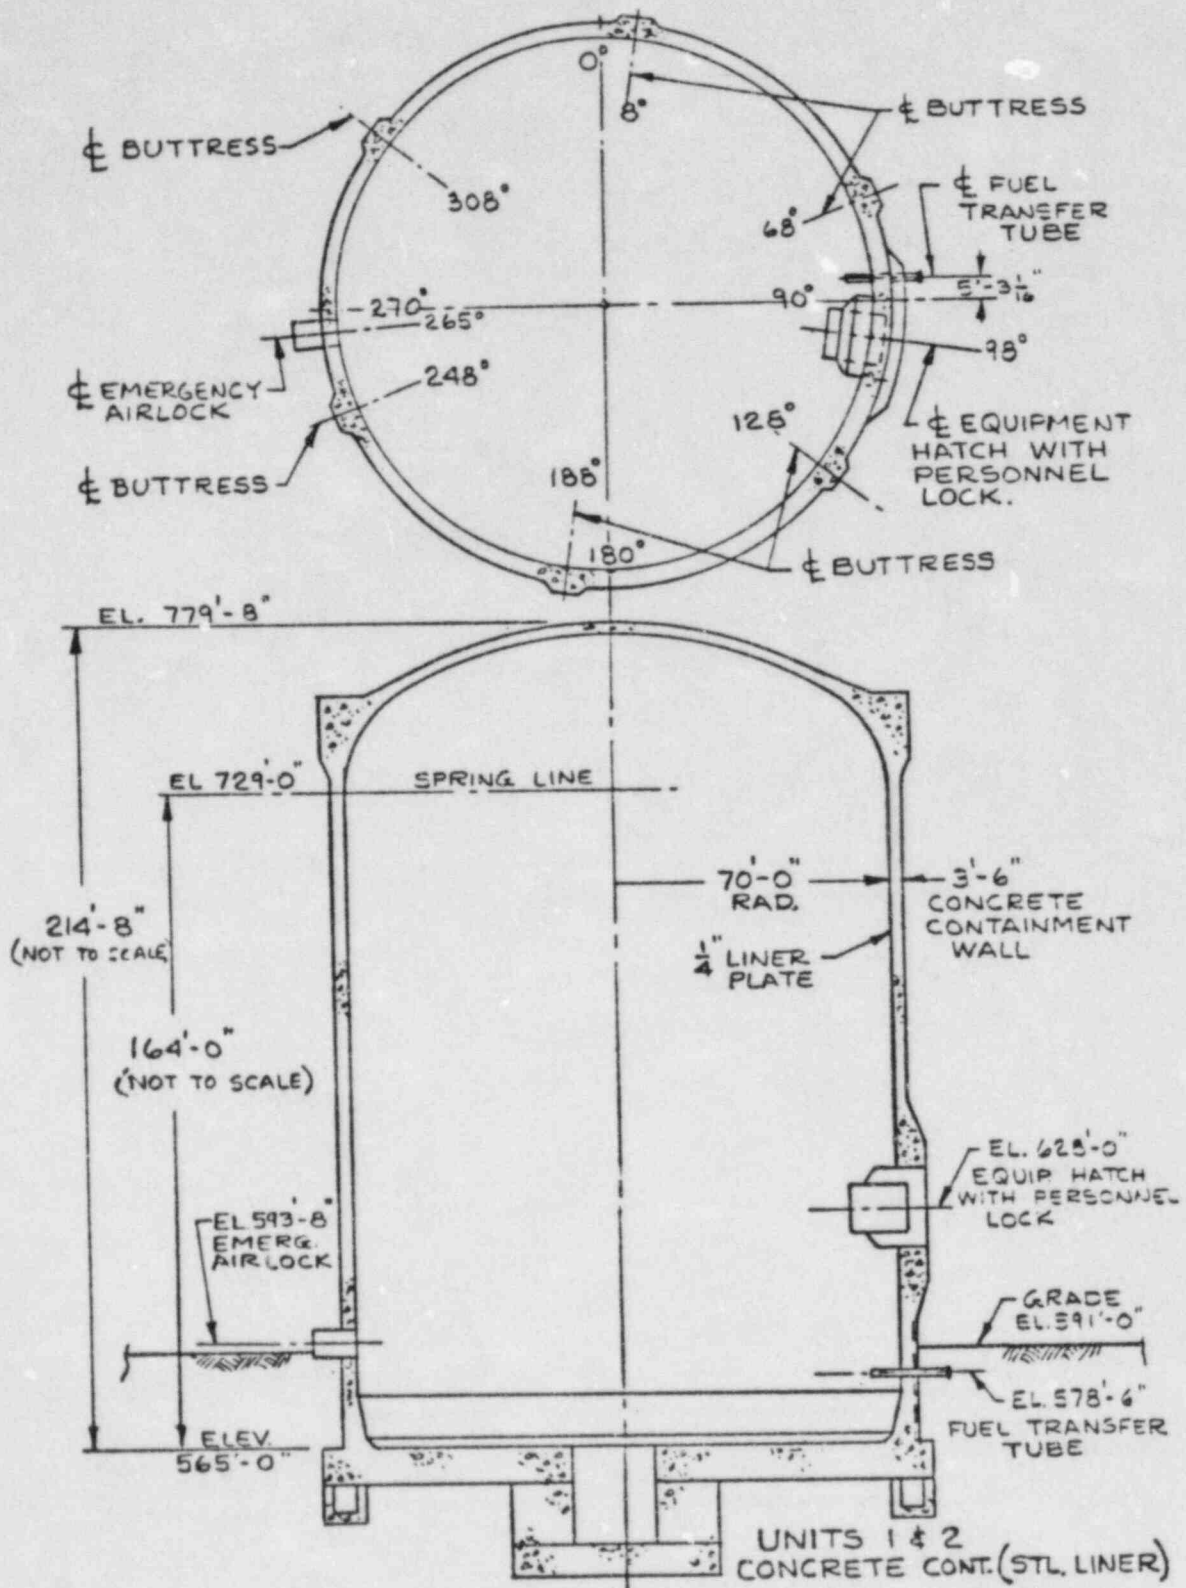 0°
8°
℄ BUTTRESS
℄ BUTTRESS
308°
68°
℄ FUEL
TRANSFER
TUBE
5'-3 1/16"
270°
265°
90°
98°
℄ EMERGENCY
AIRLOCK
248°
128°
℄ EQUIPMENT
HATCH WITH
PERSONNEL
LOCK.
℄ BUTTRESS
188°
180°
℄ BUTTRESS
EL. 779'-8"
EL 729'-0"
SPRING LINE
70'-0"
RAD.
3'-6"
CONCRETE
CONTAINMENT
WALL
214'-8"
(NOT TO SCALE
1/4" LINER
PLATE
164'-0"
(NOT TO SCALE)
EL. 628'-0"
EQUIP HATCH
WITH PERSONNEL
LOCK
EL 593'-8"
EMERG.
AIRLOCK
GRADE
EL. 591'-0"
EL. 578'-6"
FUEL TRANSFER
TUBE
ELEV.
565'-0"
UNITS 1 & 2
CONCRETE CONT. (STL. LINER)